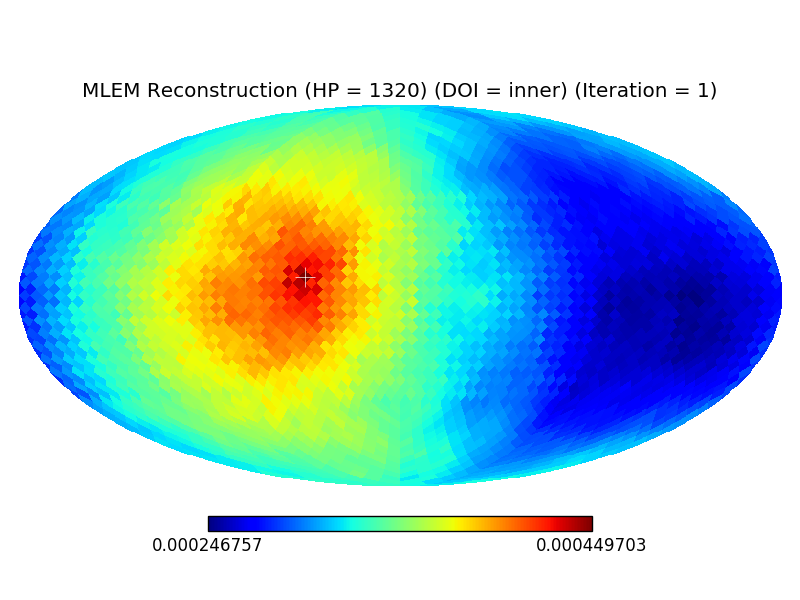 MLEM Reconstruction (HP = 1320) (DOI = inner) (Iteration = 1)
0.000246757 0.000449703